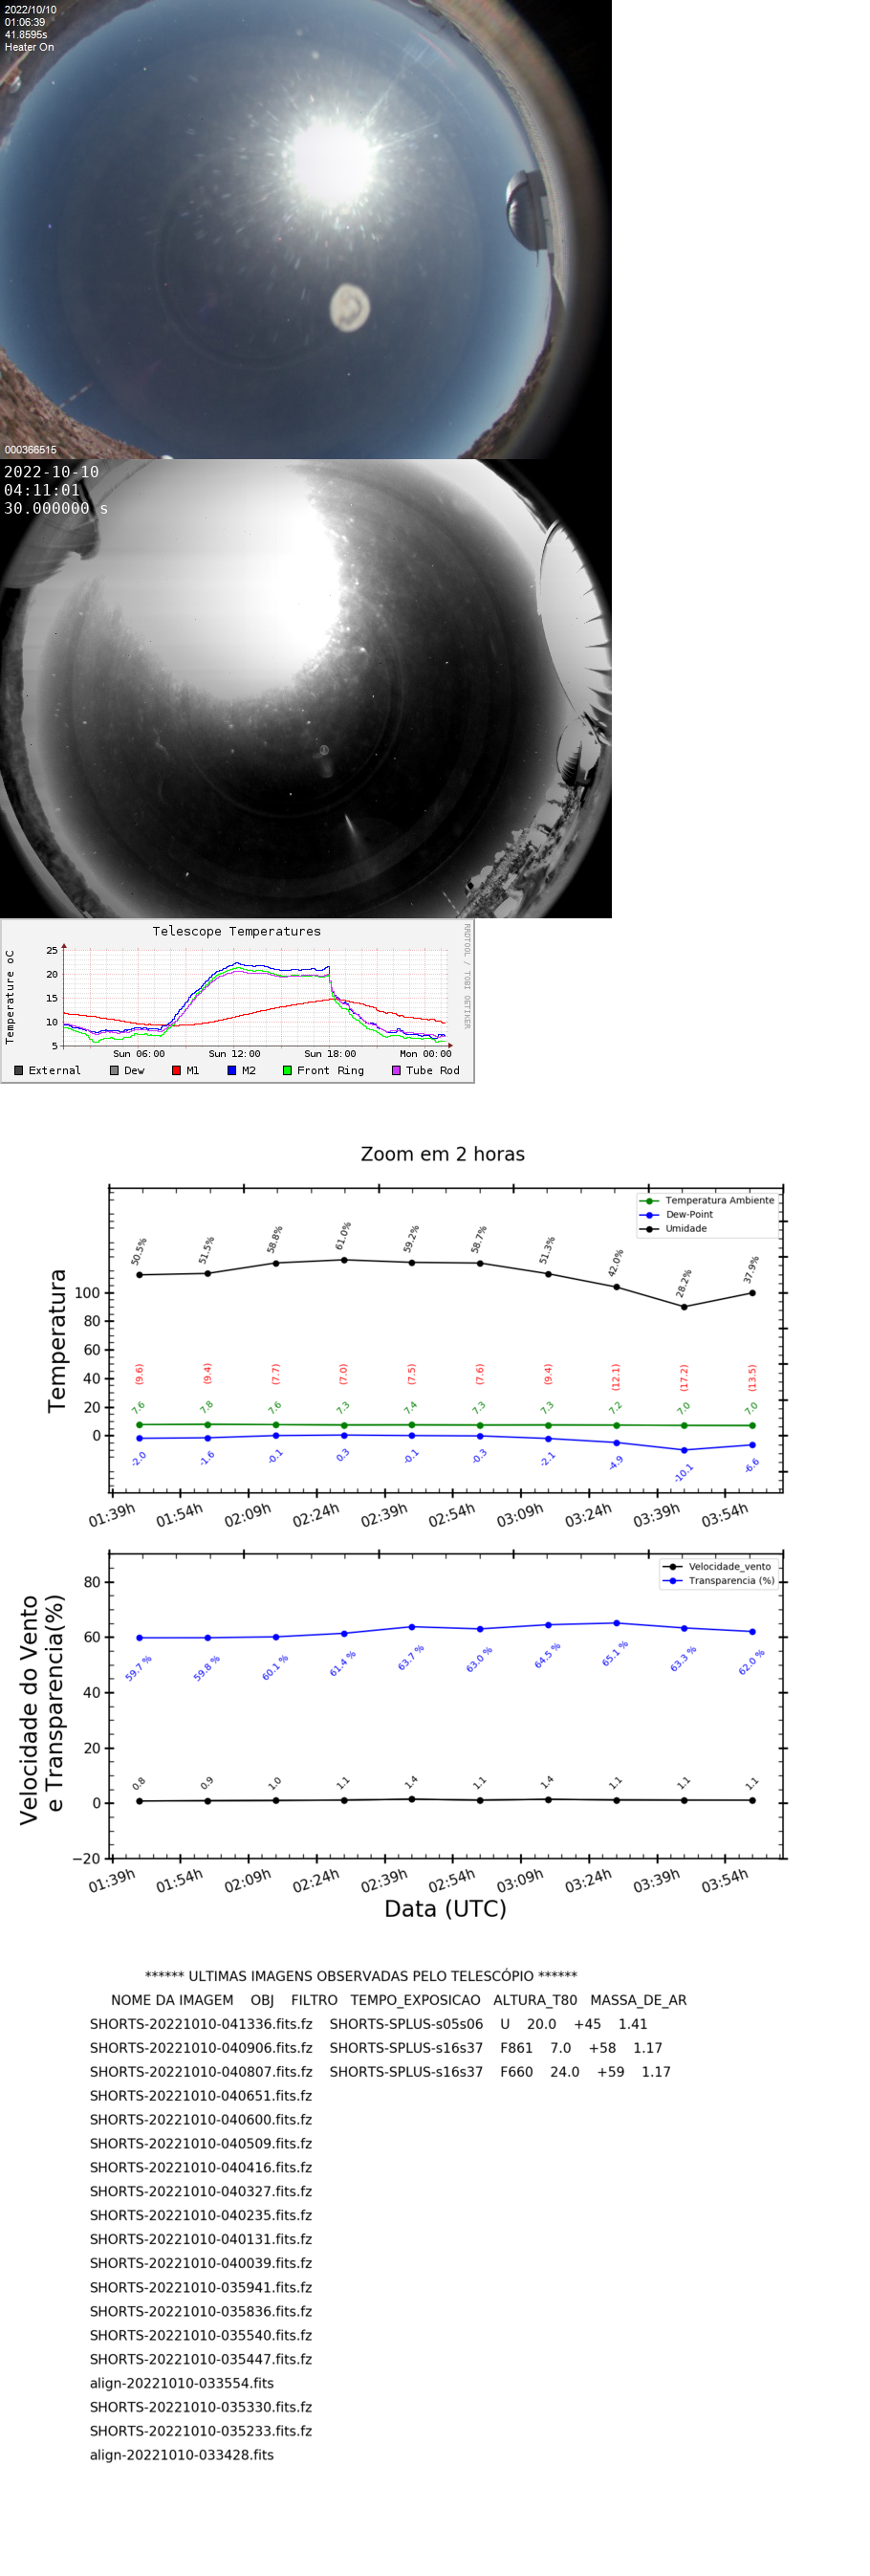 2022/10/10
01:06:39
41.8595s
Heater On
000366515
2022-10-10
04:11:01
30.000000 s
Telescope Temperatures
RRDTOOL / TOBI OETIKER
Temperature oC
25
20
15
10
5
Sun 06:00 Sun 12:00 Sun 18:00 Mon 00:00
External Dew M1 M2 Front Ring Tube Rod
Zoom em 2 horas
Temperatura Ambiente
Dew-Point
Umidade
50.5% 51.5% 58.8% 61.0% 59.2% 58.7% 51.3% 42.0% 28.2% 37.9%
Temperatura
100
80
60
40
20
0
(9.6) (9.4) (7.7) (7.0) (7.5) (7.6) (9.4) (12.1) (17.2) (13.5)
7.6 7.8 7.6 7.3 7.4 7.3 7.3 7.2 7.0 7.0
-2.0 -1.6 -0.1 0.3 -0.1 -0.3 -2.1 -4.9 -10.1 -6.6
01:39h 01:54h 02:09h 02:24h 02:39h 02:54h 03:09h 03:24h 03:39h 03:54h
Velocidade_vento
Transparencia (%)
Velocidade do Vento
e Transparencia(%)
80
60
40
20
0
−20
59.7 % 59.8 % 60.1 % 61.4 % 63.7 % 63.0 % 64.5 % 65.1 % 63.3 % 62.0 %
0.8 0.9 1.0 1.1 1.4 1.1 1.4 1.1 1.1 1.1
01:39h 01:54h 02:09h 02:24h 02:39h 02:54h 03:09h 03:24h 03:39h 03:54h
Data (UTC)
****** ULTIMAS IMAGENS OBSERVADAS PELO TELESCÓPIO ******
NOME DA IMAGEM OBJ FILTRO TEMPO_EXPOSICAO ALTURA_T80 MASSA_DE_AR
SHORTS-20221010-041336.fits.fz SHORTS-SPLUS-s05s06 U 20.0 +45 1.41
SHORTS-20221010-040906.fits.fz SHORTS-SPLUS-s16s37 F861 7.0 +58 1.17
SHORTS-20221010-040807.fits.fz SHORTS-SPLUS-s16s37 F660 24.0 +59 1.17
SHORTS-20221010-040651.fits.fz
SHORTS-20221010-040600.fits.fz
SHORTS-20221010-040509.fits.fz
SHORTS-20221010-040416.fits.fz
SHORTS-20221010-040327.fits.fz
SHORTS-20221010-040235.fits.fz
SHORTS-20221010-040131.fits.fz
SHORTS-20221010-040039.fits.fz
SHORTS-20221010-035941.fits.fz
SHORTS-20221010-035836.fits.fz
SHORTS-20221010-035540.fits.fz
SHORTS-20221010-035447.fits.fz
align-20221010-033554.fits
SHORTS-20221010-035330.fits.fz
SHORTS-20221010-035233.fits.fz
align-20221010-033428.fits